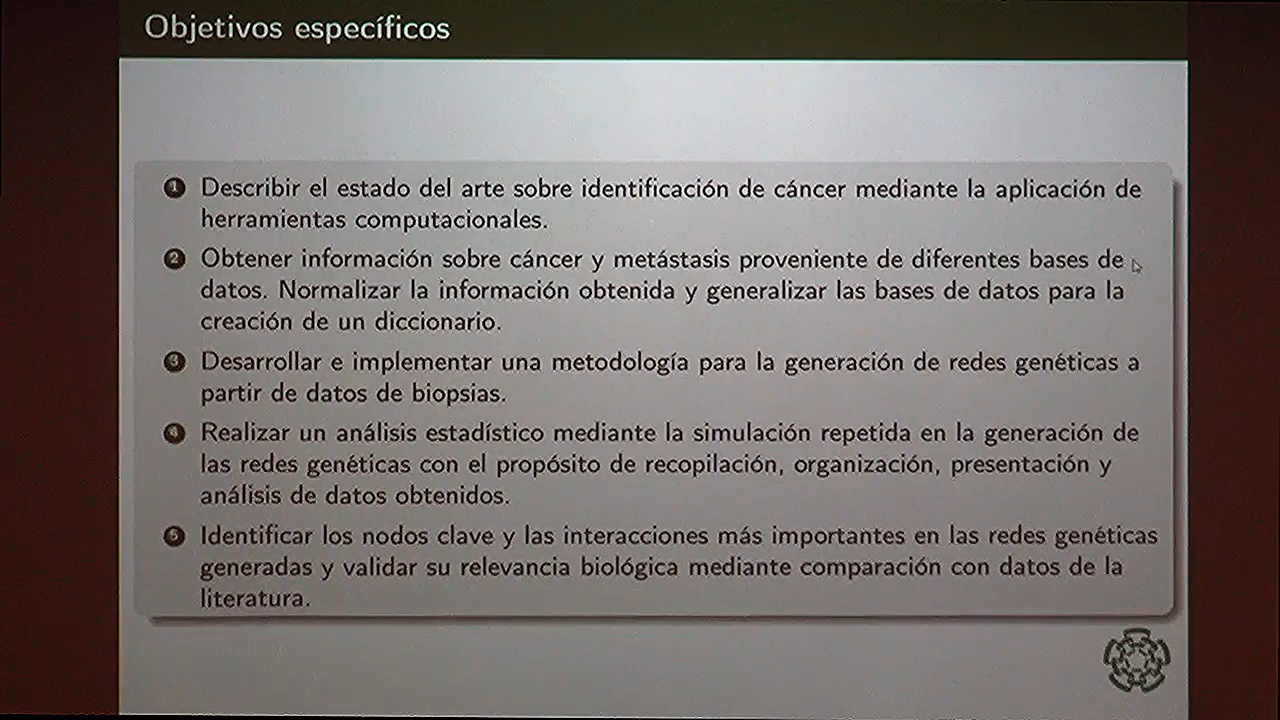 Objetivos específicos
1 Describir el estado del arte sobre identificación de cáncer mediante la aplicación de
herramientas computacionales.
2 Obtener información sobre cáncer y metástasis proveniente de diferentes bases de
datos. Normalizar la información obtenida y generalizar las bases de datos para la
creación de un diccionario.
3 Desarrollar e implementar una metodología para la generación de redes genéticas a
partir de datos de biopsias.
4 Realizar un análisis estadístico mediante la simulación repetida en la generación de
las redes genéticas con el propósito de recopilación, organización, presentación y
análisis de datos obtenidos.
5 Identificar los nodos clave y las interacciones más importantes en las redes genéticas
generadas y validar su relevancia biológica mediante comparación con datos de la
literatura.